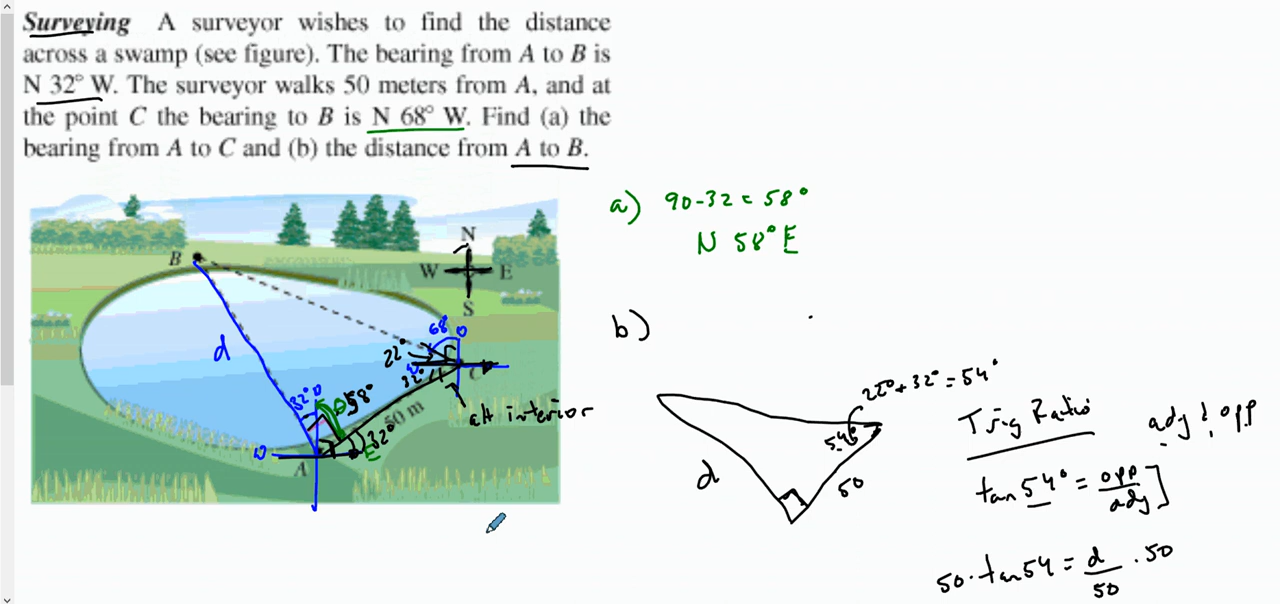 Surveying A surveyor wishes to find the distance
across a swamp (see figure). The bearing from A to B is
N 32° W. The surveyor walks 50 meters from A, and at
the point C the bearing to B is N 68° W. Find (a) the
bearing from A to C and (b) the distance from A to B.
a) 90-32 = 58°
N 58° E
N
W E
S
B
b)
68°
22°
32°
C
d
32°
58°
50 m
32°
alt interior
E
A
22° + 32° = 54°
54°
d
50
Trig Ratio adj & opp
tan 54° = opp/adj
50 · tan 54 = d/50 · 50